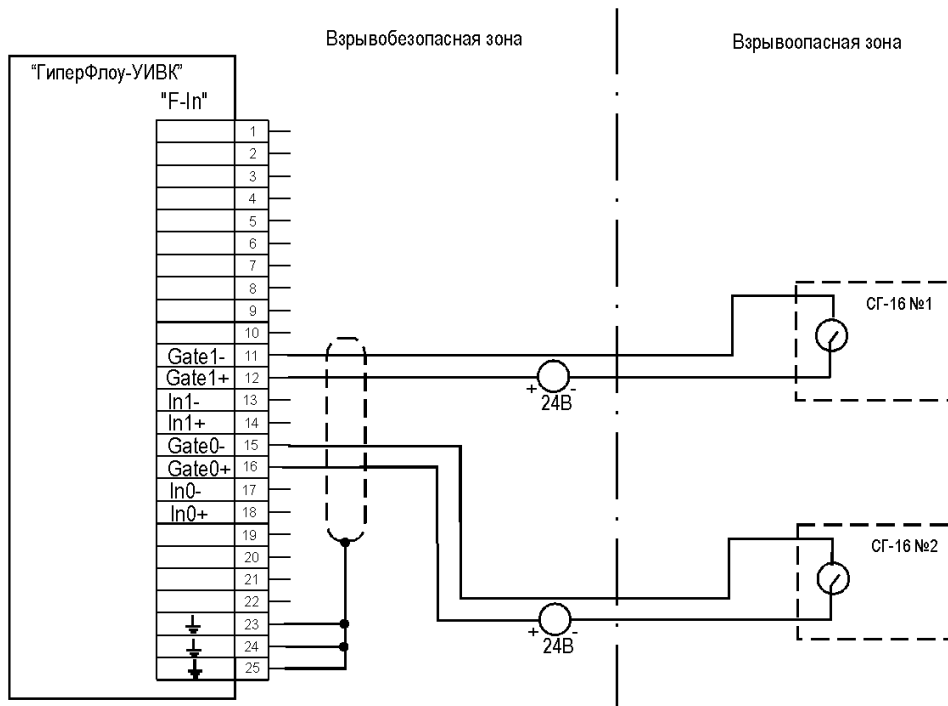 Взрывобезопасная зона
Взрывоопасная зона
"ГиперФлоу-УИВК"
"F-In"
1
2
3
4
5
6
7
8
9
10
Gate1- 11
Gate1+ 12
In1- 13
In1+ 14
Gate0- 15
Gate0+ 16
In0- 17
In0+ 18
19
20
21
22
23
24
25
СГ-16 №1
+ -
24В
СГ-16 №2
+ -
24В